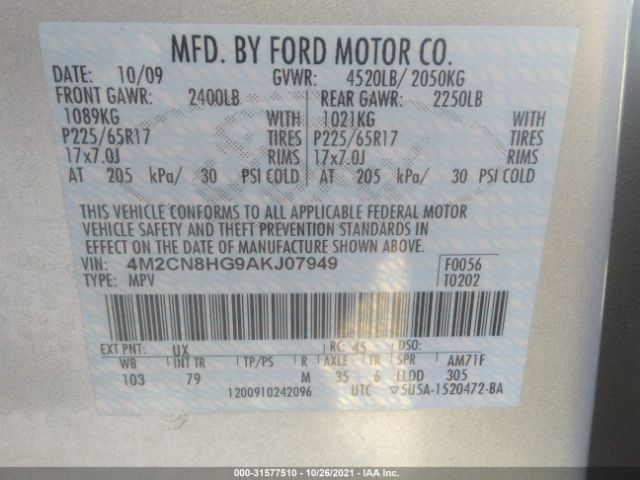 MFD. BY FORD MOTOR CO.
DATE: 10/09 GVWR: 4520LB/ 2050KG
FRONT GAWR: 2400LB REAR GAWR: 2250LB
1089KG WITH 1021KG WITH
P225/65R17 TIRES P225/65R17 TIRES
17x7.0J RIMS 17x7.0J RIMS
AT 205 kPa/ 30 PSI COLD AT 205 kPa/ 30 PSI COLD
THIS VEHICLE CONFORMS TO ALL APPLICABLE FEDERAL MOTOR
VEHICLE SAFETY AND THEFT PREVENTION STANDARDS IN
EFFECT ON THE DATE OF MANUFACTURE SHOWN ABOVE.
VIN: 4M2CN8HG9AKJ07949 F0056
TYPE: MPV T0202
EXT PNT: UX RC: 45 DSO:
WB INT TR TP/PS R AXLE TR SPR AM71F
103 79 M 35 6 LLDD 305
1200910242096 UTC ▽5U5A-1520472-BA
000-31577510 | 10/26/2021 | IAA Inc.